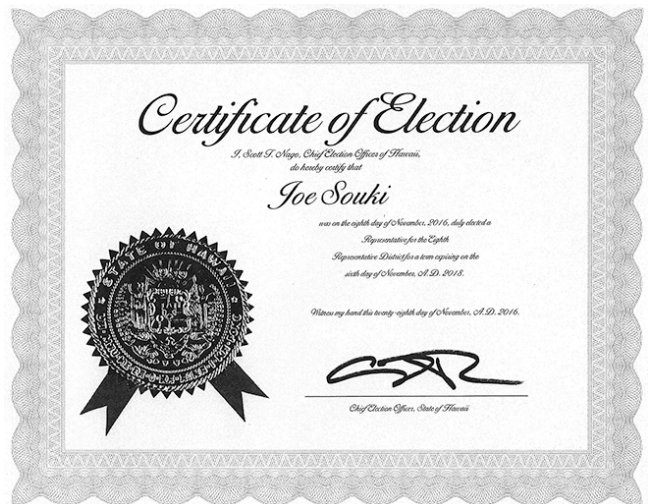 Certificate of Election
I, Scott T. Nago, Chief Election Officer of Hawaii,
do hereby certify that
Joe Souki
was on the eighth day of November, 2016, duly elected a
Representative for the Eighth
Representative District for a term expiring on the
sixth day of November, A.D. 2018.
Witness my hand this twenty-eighth day of November, A.D. 2016.
STATE OF HAWAII
Chief Election Officer, State of Hawaii